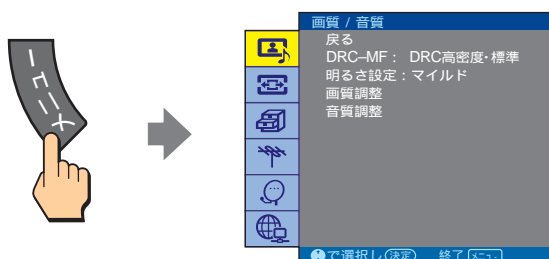 メニュー
画質 / 音質
戻る
DRC–MF： DRC高密度･標準
明るさ設定：マイルド
画質調整
音質調整
で選択し 決定 終了 メニュー